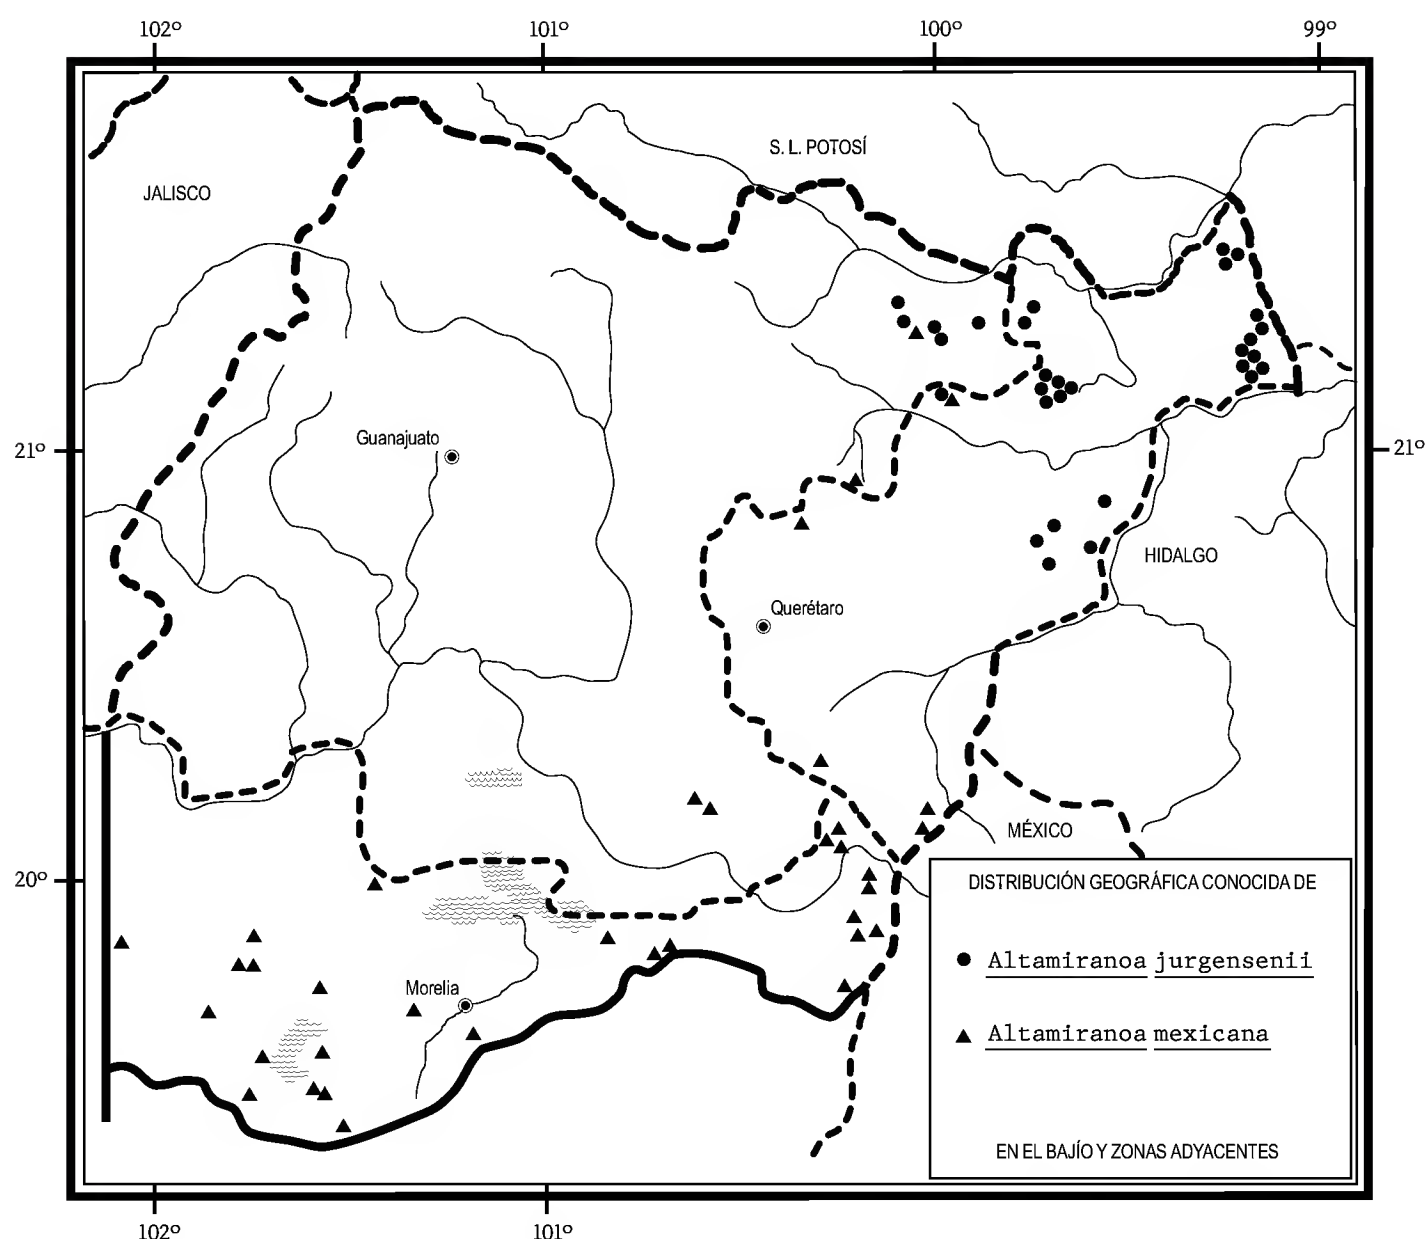 102º 101º 100º 99º
S. L. POTOSÍ
JALISCO
Guanajuato
21º 21º
HIDALGO
Querétaro
MÉXICO
20º
DISTRIBUCIÓN GEOGRÁFICA CONOCIDA DE
Altamiranoa jurgensenii
Morelia
Altamiranoa mexicana
EN EL BAJÍO Y ZONAS ADYACENTES
102º 101º